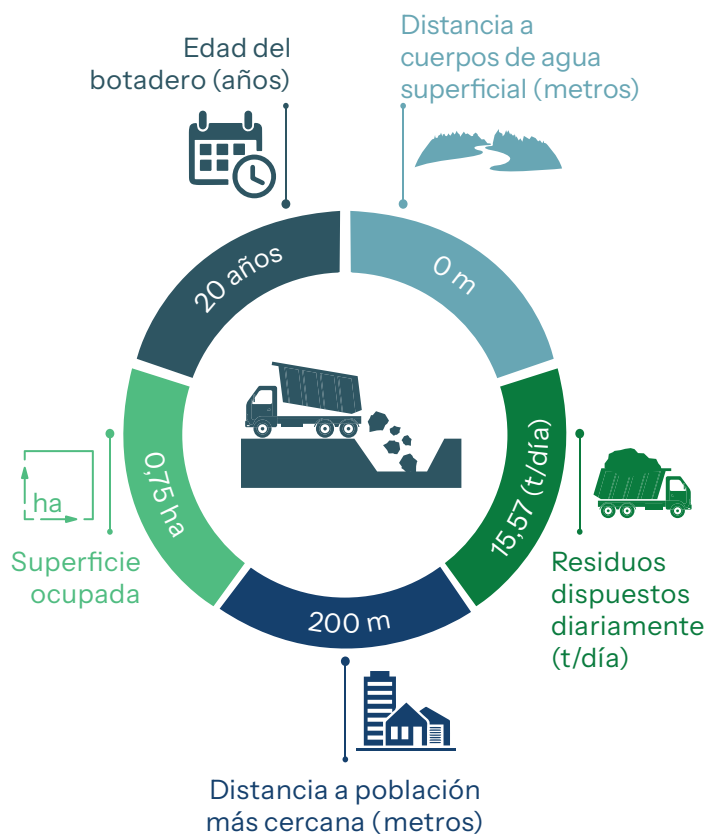 Edad del
botadero (años)
Distancia a
cuerpos de agua
superficial (metros)
20 años
0 m
0,75 ha
15,57 (t/día)
200 m
ha
Superficie
ocupada
Residuos
dispuestos
diariamente
(t/día)
Distancia a población
más cercana (metros)